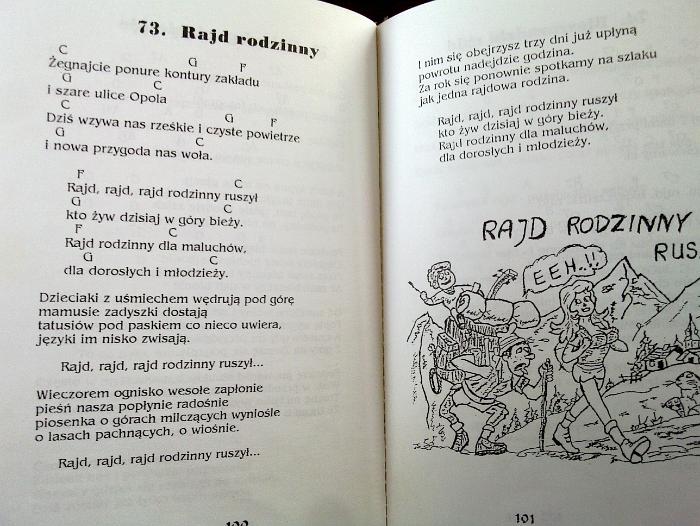 73. Rajd rodzinny
C G F
Żegnajcie ponure kontury zakładu
G C
i szare ulice Opola
C G F
Dziś wzywa nas rześkie i czyste powietrze
G C
i nowa przygoda nas woła.
F C
Rajd, rajd, rajd rodzinny ruszył
G C
kto żyw dzisiaj w góry bieży.
F C
Rajd rodzinny dla maluchów,
G C
dla dorosłych i młodzieży.
Dzieciaki z uśmiechem wędrują pod górę
mamusie zadyszki dostają
tatusiów pod paskiem co nieco uwiera,
języki im nisko zwisają.
Rajd, rajd, rajd rodzinny ruszył...
Wieczorem ognisko wesołe zapłonie
pieśń nasza popłynie radośnie
piosenka o górach milczących wyniośle
o lasach pachnących, o wiośnie.
Rajd, rajd, rajd rodzinny ruszył...
100
I nim się obejrzysz trzy dni już upłyną
powrotu nadejdzie godzina.
Za rok się ponownie spotkamy na szlaku
jak jedna rajdowa rodzina.
Rajd, rajd, rajd rodzinny ruszył
kto żyw dzisiaj w góry bieży.
Rajd rodzinny dla maluchów,
dla dorosłych i młodzieży.
RAJD RODZINNY
RUS
EEH..!!
101